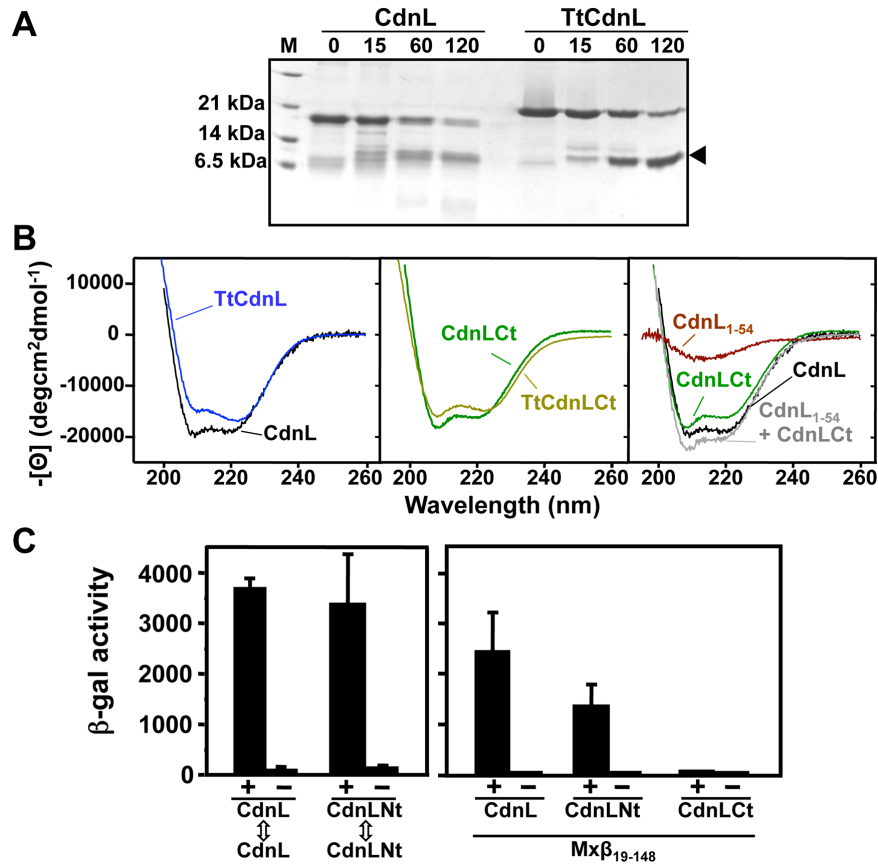 A
CdnL TtCdnL
M 0 15 60 120 0 15 60 120
21 kDa
14 kDa
6.5 kDa
B
10000
0
-10000
-20000
-[Θ] (degcm2dmol-1)
TtCdnL
CdnL
200 220 240 260
CdnLCt
TtCdnLCt
200 220 240 260
CdnL1-54
CdnLCt
CdnL
CdnL1-54
+ CdnLCt
200 220 240 260
Wavelength (nm)
C
β-gal activity
4000
3000
2000
1000
0
+ − + −
CdnL CdnLNt
⇕ ⇕
CdnL CdnLNt
+ − + − + −
CdnL CdnLNt CdnLCt
Mxβ19-148